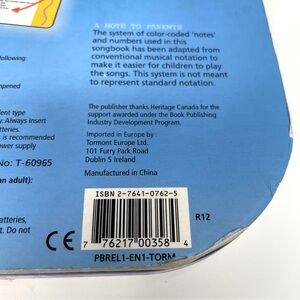 A NOTE TO PARENTS
The system of color-coded 'notes'
and numbers used in this
songbook has been adapted from
conventional musical notation to
make it easier for children to play
the songs. This system is not meant
to represent standard notation.
following:
pened
The publisher thanks Heritage Canada for the
support awarded under the Book Publishing
Industry Development Program.
ent type
Always insert
tteries.
is recommended
wer supply
Imported in Europe by :
Tormont Europe Ltd.
101 Furry Park Road
Dublin 5 Ireland
No: T-60965
Manufactured in China
an adult):
ISBN 2-7641-0762-5
atteries,
t. Do not
R12
CE
7 76217 00358 4
PBREL1-EN1-TORM